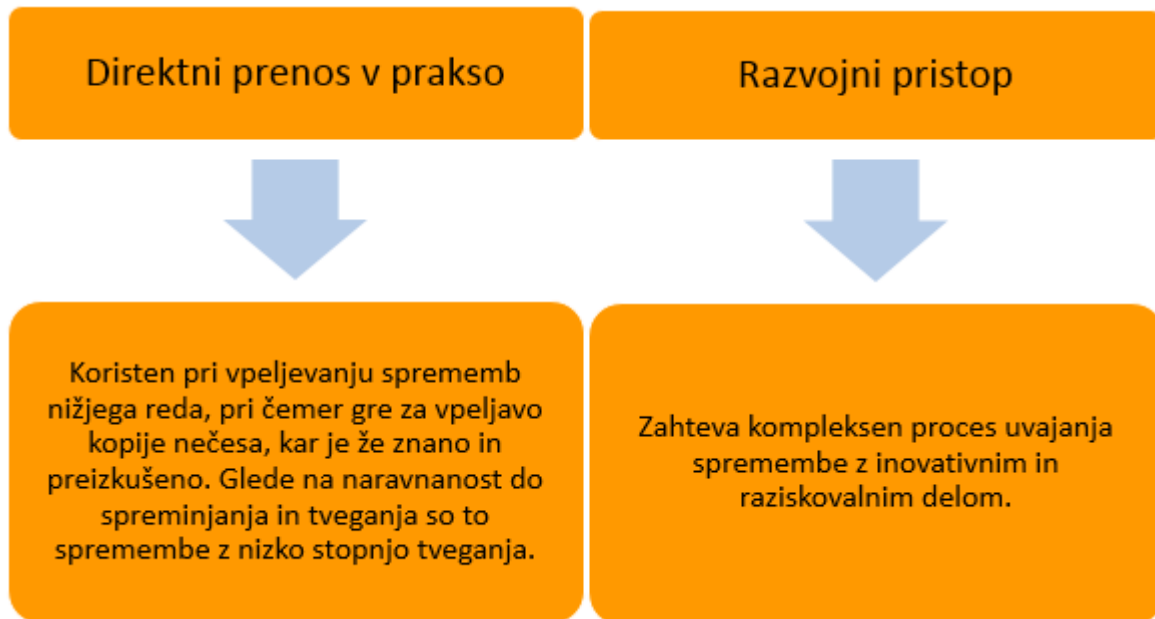 Direktni prenos v prakso
Razvojni pristop
Koristen pri vpeljevanju sprememb
nižjega reda, pri čemer gre za vpeljavo
kopije nečesa, kar je že znano in
preizkušeno. Glede na naravnanost do
spreminjanja in tveganja so to
spremembe z nizko stopnjo tveganja.
Zahteva kompleksen proces uvajanja
spremembe z inovativnim in
raziskovalnim delom.